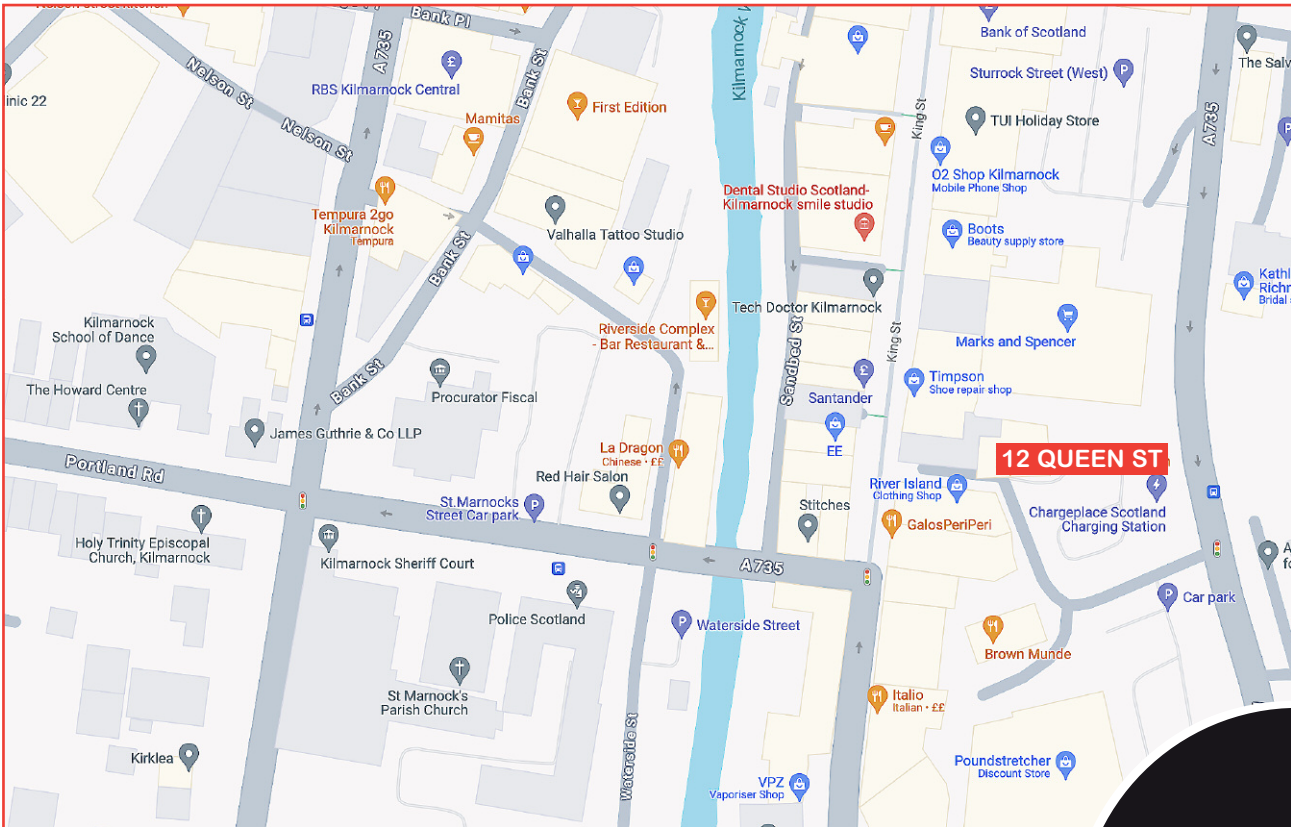 Bank Pl
A735
Bank St
Kilmarnock
Bank of Scotland
Sturrock Street (West)
The Salv
Nelson St
inic 22
RBS Kilmarnock Central
First Edition
Mamitas
Nelson St
King St
TUI Holiday Store
A735
O2 Shop Kilmarnock
Mobile Phone Shop
Dental Studio Scotland-
Kilmarnock smile studio
Tempura 2go
Kilmarnock
Tempura
Valhalla Tattoo Studio
Boots
Beauty supply store
Bank St
Kathl
Richm
Bridal
Tech Doctor Kilmarnock
Riverside Complex
- Bar Restaurant &...
Kilmarnock
School of Dance
King St
Marks and Spencer
Sandbed St
Bank St
The Howard Centre
Procurator Fiscal
Santander
Timpson
Shoe repair shop
James Guthrie & Co LLP
EE
La Dragon
Chinese · ££
12 QUEEN ST
Portland Rd
Red Hair Salon
River Island
Clothing Shop
St.Marnocks
Street Car park
Stitches
GalosPeriPeri
Chargeplace Scotland
Charging Station
Holy Trinity Episcopal
Church, Kilmarnock
Kilmarnock Sheriff Court
A735
Police Scotland
Waterside Street
Car park
Brown Munde
St Marnock's
Parish Church
Italio
Italian · ££
Kirklea
Waterside St
VPZ
Vaporiser Shop
Poundstretcher
Discount Store